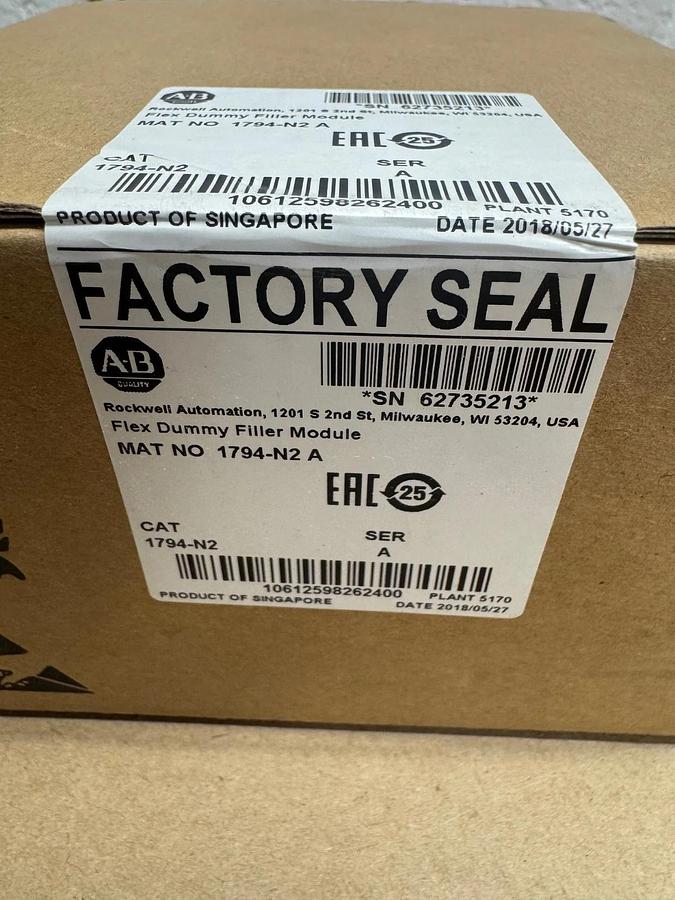 A-B
*SN 62735213*
Rockwell Automation, 1201 S 2nd St, Milwaukee, WI 53204, USA
Flex Dummy Filler Module
MAT NO 1794-N2 A
EAC 25
CAT SER
1794-N2 A
10612598262400 PLANT 5170
PRODUCT OF SINGAPORE DATE 2018/05/27
FACTORY SEAL
A-B
QUALITY
*SN 62735213*
Rockwell Automation, 1201 S 2nd St, Milwaukee, WI 53204, USA
Flex Dummy Filler Module
MAT NO 1794-N2 A
EAC 25
CAT SER
1794-N2 A
10612598262400 PLANT 5170
PRODUCT OF SINGAPORE DATE 2018/05/27